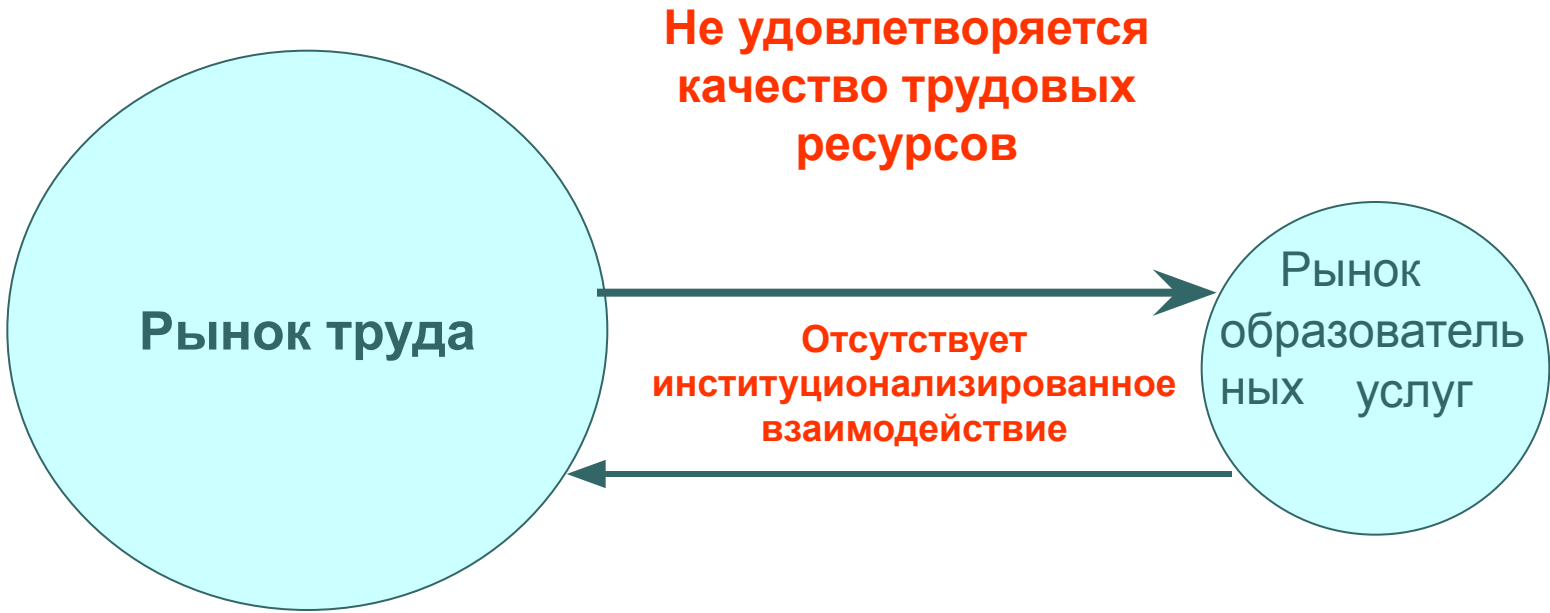 Не удовлетворяется
качество трудовых
ресурсов
Рынок труда
Отсутствует
институционализированное
взаимодействие
Рынок
образователь
ных услуг